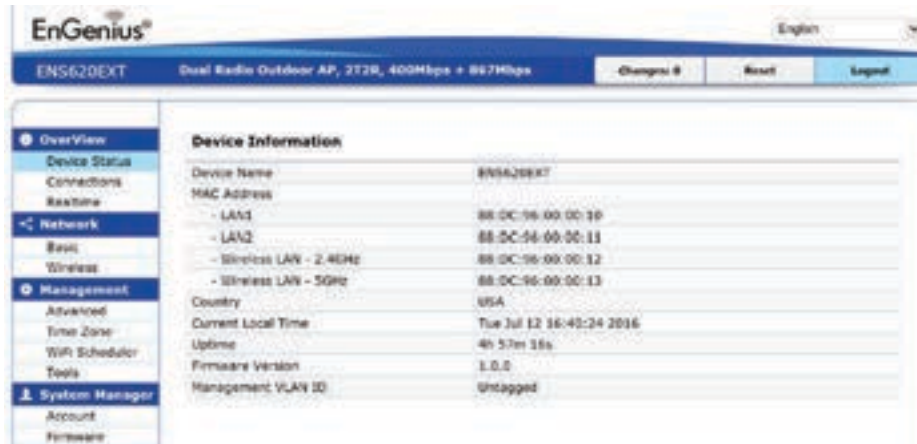 EnGenius®
English
ENS620EXT
Dual Radio Outdoor AP, 2T2R, 400Mbps + 867Mbps
Changes: 0
Reset
Logout
OverView
Device Status
Connections
Realtime
Network
Basic
Wireless
Management
Advanced
Time Zone
WiFi Scheduler
Tools
System Manager
Account
Firmware
Device Information
Device Name ENS620EXT
MAC Address
- LAN1 88:DC:96:00:00:10
- LAN2 88:DC:96:00:00:11
- Wireless LAN - 2.4GHz 88:DC:96:00:00:12
- Wireless LAN - 5GHz 88:DC:96:00:00:13
Country USA
Current Local Time Tue Jul 12 16:40:24 2016
Uptime 4h 57m 16s
Firmware Version 1.0.0
Management VLAN ID Untagged